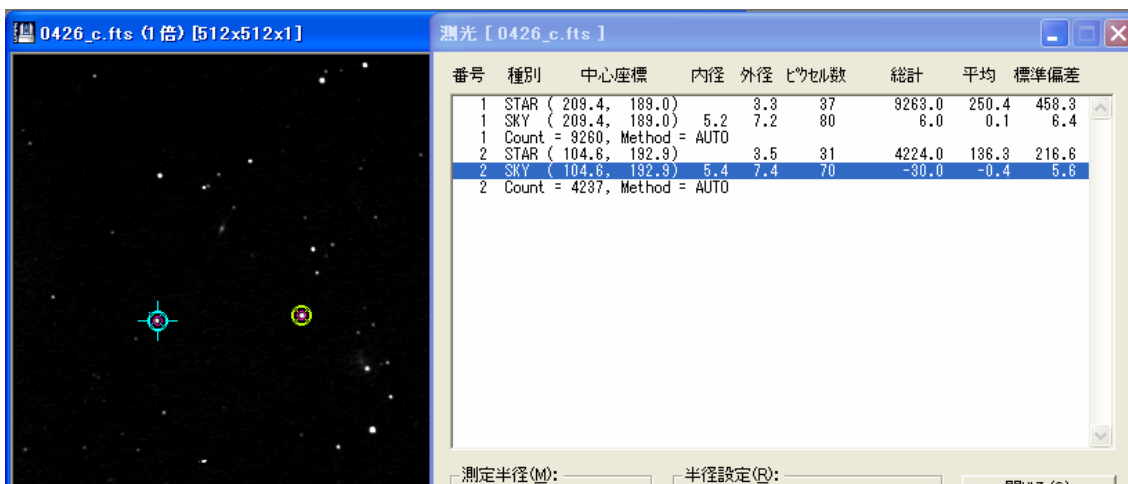 0426_c.fts (1 倍) [512x512x1]
測光 [ 0426_c.fts ]
番号 種別 中心座標 内径 外径 ﾋﾟｸｾﾙ数 総計 平均 標準偏差
1 STAR ( 209.4, 189.0) 3.3 37 9263.0 250.4 458.3
1 SKY ( 209.4, 189.0) 5.2 7.2 80 6.0 0.1 6.4
1 Count = 9260, Method = AUTO
2 STAR ( 104.6, 192.9) 3.5 31 4224.0 136.3 216.6
2 SKY ( 104.6, 192.9) 5.4 7.4 70 -30.0 -0.4 5.6
2 Count = 4237, Method = AUTO
測定半径(M): 半径設定(R):